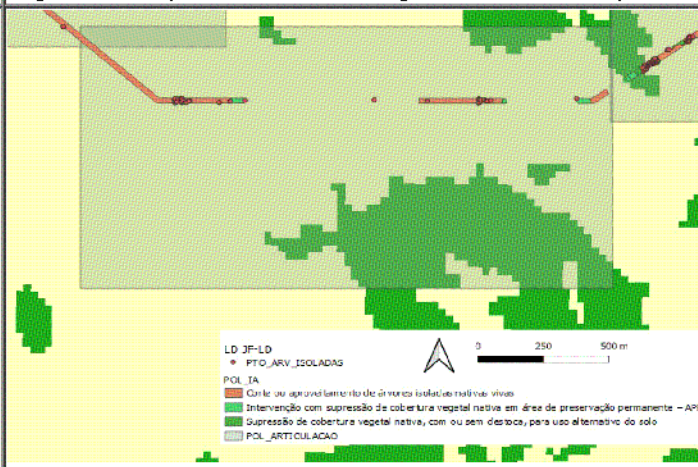 LD JF-LD
PTO_ARV_ISOLADAS
0 250 500 m
POL_IA
Corte ou aproveitamento de árvores isoladas nativas vivas
Intervenção com supressão de cobertura vegetal nativa em área de preservação permanente – AP
Supressão de cobertura vegetal nativa, com ou sem destoca, para uso alternativo do solo
POL_ARTICULACAO